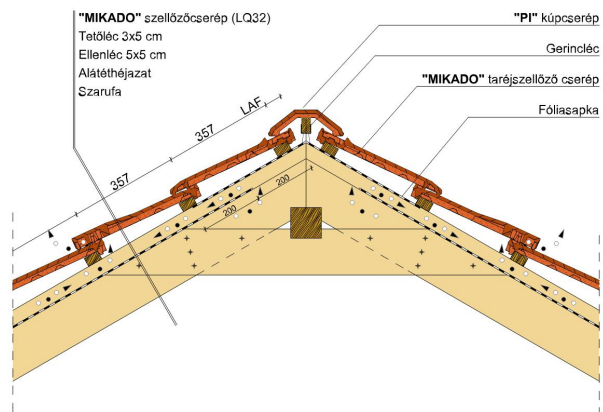 "MIKADO" szellőzőcserép (LQ32)
Tetőléc 3x5 cm
Ellenléc 5x5 cm
Alátéthéjazat
Szarufa
"PI" kúpcserép
Gerincléc
"MIKADO" taréjszellőző cserép
Fóliasapka
LAF
357
357
200
200